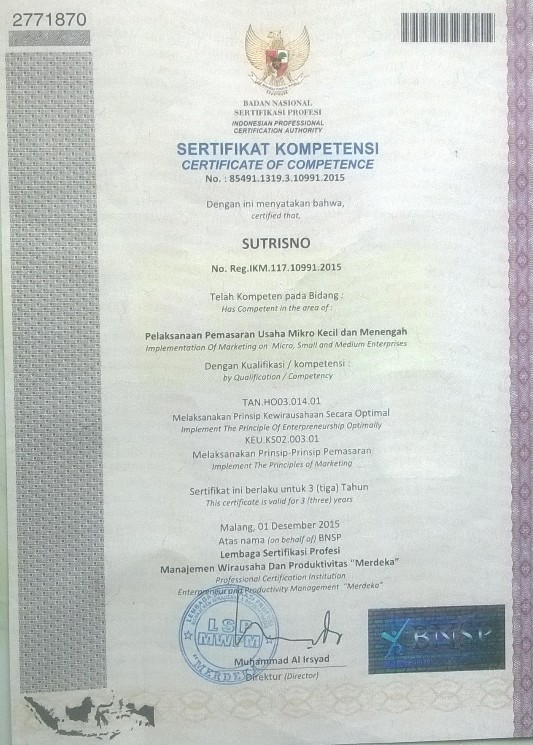 2771870
BADAN NASIONAL
SERTIFIKASI PROFESI
INDONESIAN PROFESSIONAL
CERTIFICATION AUTHORITY
SERTIFIKAT KOMPETENSI
CERTIFICATE OF COMPETENCE
No. : 85491.1319.3.10991.2015
Dengan ini menyatakan bahwa,
certified that,
SUTRISNO
No. Reg.IKM.117.10991.2015
Telah Kompeten pada Bidang :
Has Competent in the area of :
Pelaksanaan Pemasaran Usaha Mikro Kecil dan Menengah
Implementation Of Marketing on Micro, Small and Medium Enterprises
Dengan Kualifikasi / kompetensi :
by Qualification / Competency
TAN.HO03.014.01
Melaksanakan Prinsip Kewirausahaan Secara Optimal
Implement The Principle Of Enterpreneurship Optimally
KEU.KS02.003.01
Melaksanakan Prinsip-Prinsip Pemasaran
Implement The Principles of Marketing
Sertifikat ini berlaku untuk 3 (tiga) Tahun
This certificate is valid for 3 (three) years
Malang, 01 Desember 2015
Atas nama (on behalf of) BNSP
Lembaga Sertifikasi Profesi
Manajemen Wirausaha Dan Produktivitas "Merdeka"
Professional Certification Institution
Enterpreneur and Productivity Management "Merdeka"
LSP
MWPM
"MERDEKA"
BNSP
Muhammad Al Irsyad
Direktur (Director)